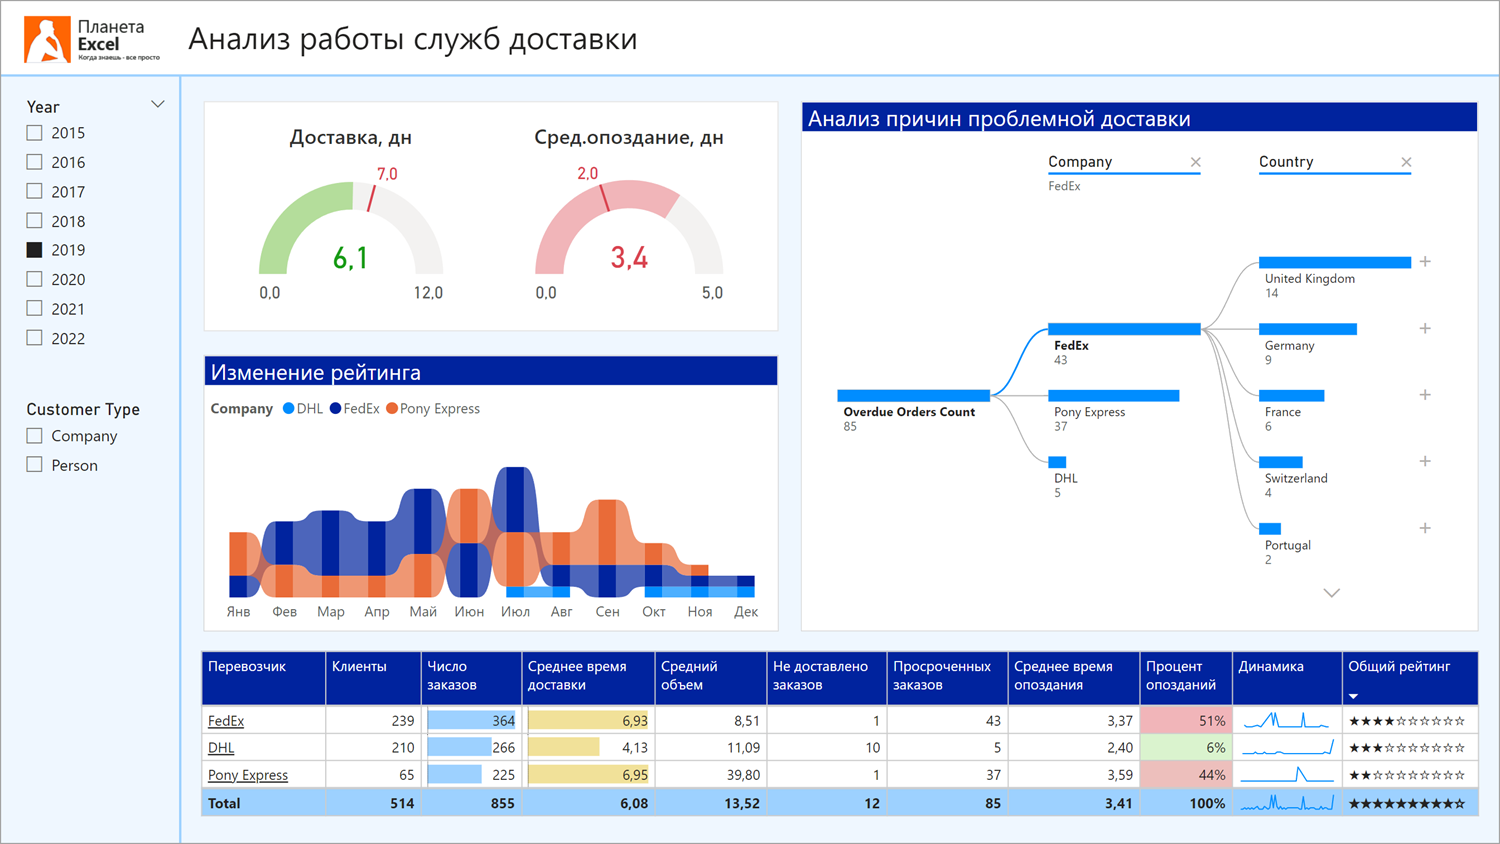 Планета
Excel
Когда знаешь - все просто
Анализ работы служб доставки
Year
2015
2016
2017
2018
2019
2020
2021
2022
Customer Type
Company
Person
Доставка, дн
7,0
6,1
0,0 12,0
Сред.опоздание, дн
2,0
3,4
0,0 5,0
Изменение рейтинга
Company DHL FedEx Pony Express
Янв Фев Мар Апр Май Июн Июл Авг Сен Окт Ноя Дек
Анализ причин проблемной доставки
Company × Country ×
FedEx
Overdue Orders Count
85
FedEx
43
Pony Express
37
DHL
5
United Kingdom
14
Germany
9
France
6
Switzerland
4
Portugal
2
Перевозчик Клиенты Число заказов Среднее время доставки Средний объем Не доставлено заказов Просроченных заказов Среднее время опоздания Процент опозданий Динамика Общий рейтинг
FedEx 239 364 6,93 8,51 1 43 3,37 51% ★★★★☆☆☆☆☆☆
DHL 210 266 4,13 11,09 10 5 2,40 6% ★★★☆☆☆☆☆☆☆
Pony Express 65 225 6,95 39,80 1 37 3,59 44% ★★☆☆☆☆☆☆☆☆
Total 514 855 6,08 13,52 12 85 3,41 100% ★★★★★★★★★☆